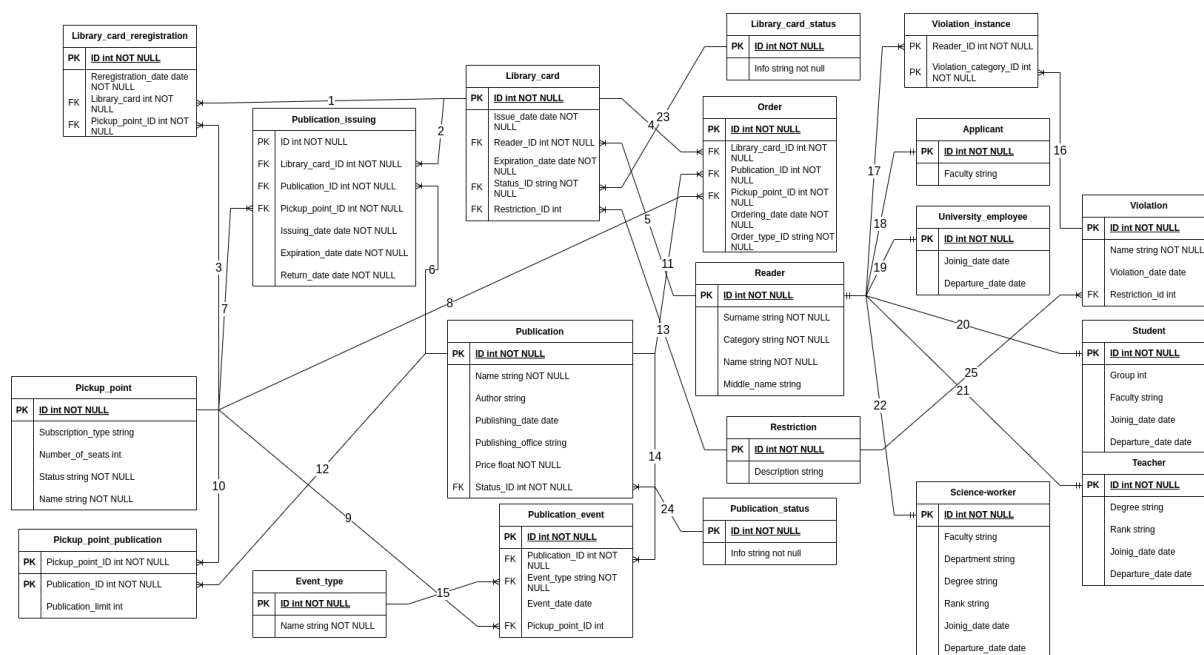 Library_card_reregistration
PK ID int NOT NULL
Reregistration_date date
NOT NULL
FK Library_card int NOT
NULL
FK Pickup_point_ID int NOT
NULL
Publication_issuing
PK ID int NOT NULL
FK Library_card_ID int NOT NULL
FK Publication_ID int NOT NULL
FK Pickup_point_ID int NOT NULL
Issuing_date date NOT NULL
Expiration_date date NOT NULL
Return_date date NOT NULL
Library_card
PK ID int NOT NULL
Issue_date date NOT
NULL
FK Reader_ID int NOT NULL
Expiration_date date NOT
NULL
FK Status_ID string NOT
NULL
FK Restriction_ID int
Library_card_status
PK ID int NOT NULL
Info string not null
Order
PK ID int NOT NULL
FK Library_card_ID int NOT
NULL
FK Publication_ID int NOT
NULL
FK Pickup_point_ID int NOT
NULL
Ordering_date date NOT
NULL
Order_type_ID string NOT
NULL
Violation_instance
PK Reader_ID int NOT NULL
PK Violation_category_ID int
NOT NULL
Applicant
PK ID int NOT NULL
Faculty string
University_employee
PK ID int NOT NULL
Joinig_date date
Departure_date date
Violation
PK ID int NOT NULL
Name string NOT NULL
Violation_date date
FK Restriction_id int
Reader
PK ID int NOT NULL
Surname string NOT NULL
Category string NOT NULL
Name string NOT NULL
Middle_name string
Publication
PK ID int NOT NULL
Name string NOT NULL
Author string
Publishing_date date
Publishing_office string
Price float NOT NULL
FK Status_ID int NOT NULL
Student
PK ID int NOT NULL
Group int
Faculty string
Joinig_date date
Departure_date date
Pickup_point
PK ID int NOT NULL
Subscription_type string
Number_of_seats int
Status string NOT NULL
Name string NOT NULL
Restriction
PK ID int NOT NULL
Description string
Teacher
PK ID int NOT NULL
Degree string
Rank string
Joinig_date date
Departure_date date
Science-worker
PK ID int NOT NULL
Faculty string
Department string
Degree string
Rank string
Joinig_date date
Departure_date date
Publication_status
PK ID int NOT NULL
Info string not null
Publication_event
PK ID int NOT NULL
FK Publication_ID int NOT
NULL
FK Event_type string NOT
NULL
Event_date date
FK Pickup_point_ID int
Pickup_point_publication
PK Pickup_point_ID int NOT NULL
PK Publication_ID int NOT NULL
Publication_limit int
Event_type
PK ID int NOT NULL
Name string NOT NULL
1
2
3
4
5
6
7
8
9
10
11
12
13
14
15
16
17
18
19
20
21
22
23
24
25